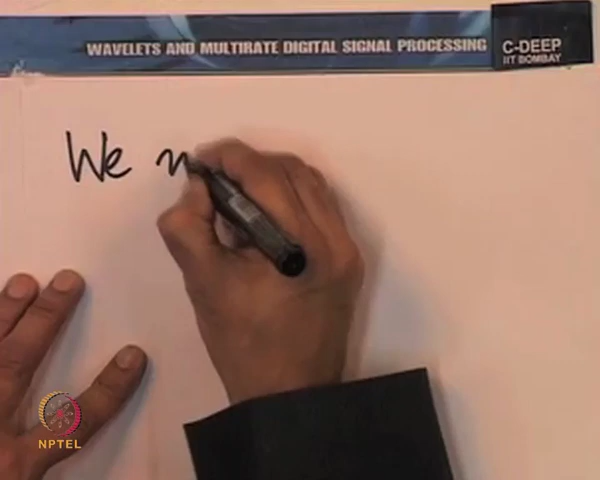 WAVELETS AND MULTIRATE DIGITAL SIGNAL PROCESSING
C-DEEP
IIT BOMBAY
We
NPTEL